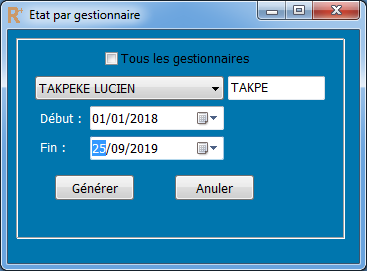 R+ Etat par gestionnaire
Tous les gestionnaires
TAKPEKE LUCIEN TAKPE
Début : 01/01/2018
Fin : 25/09/2019
Générer Anuler